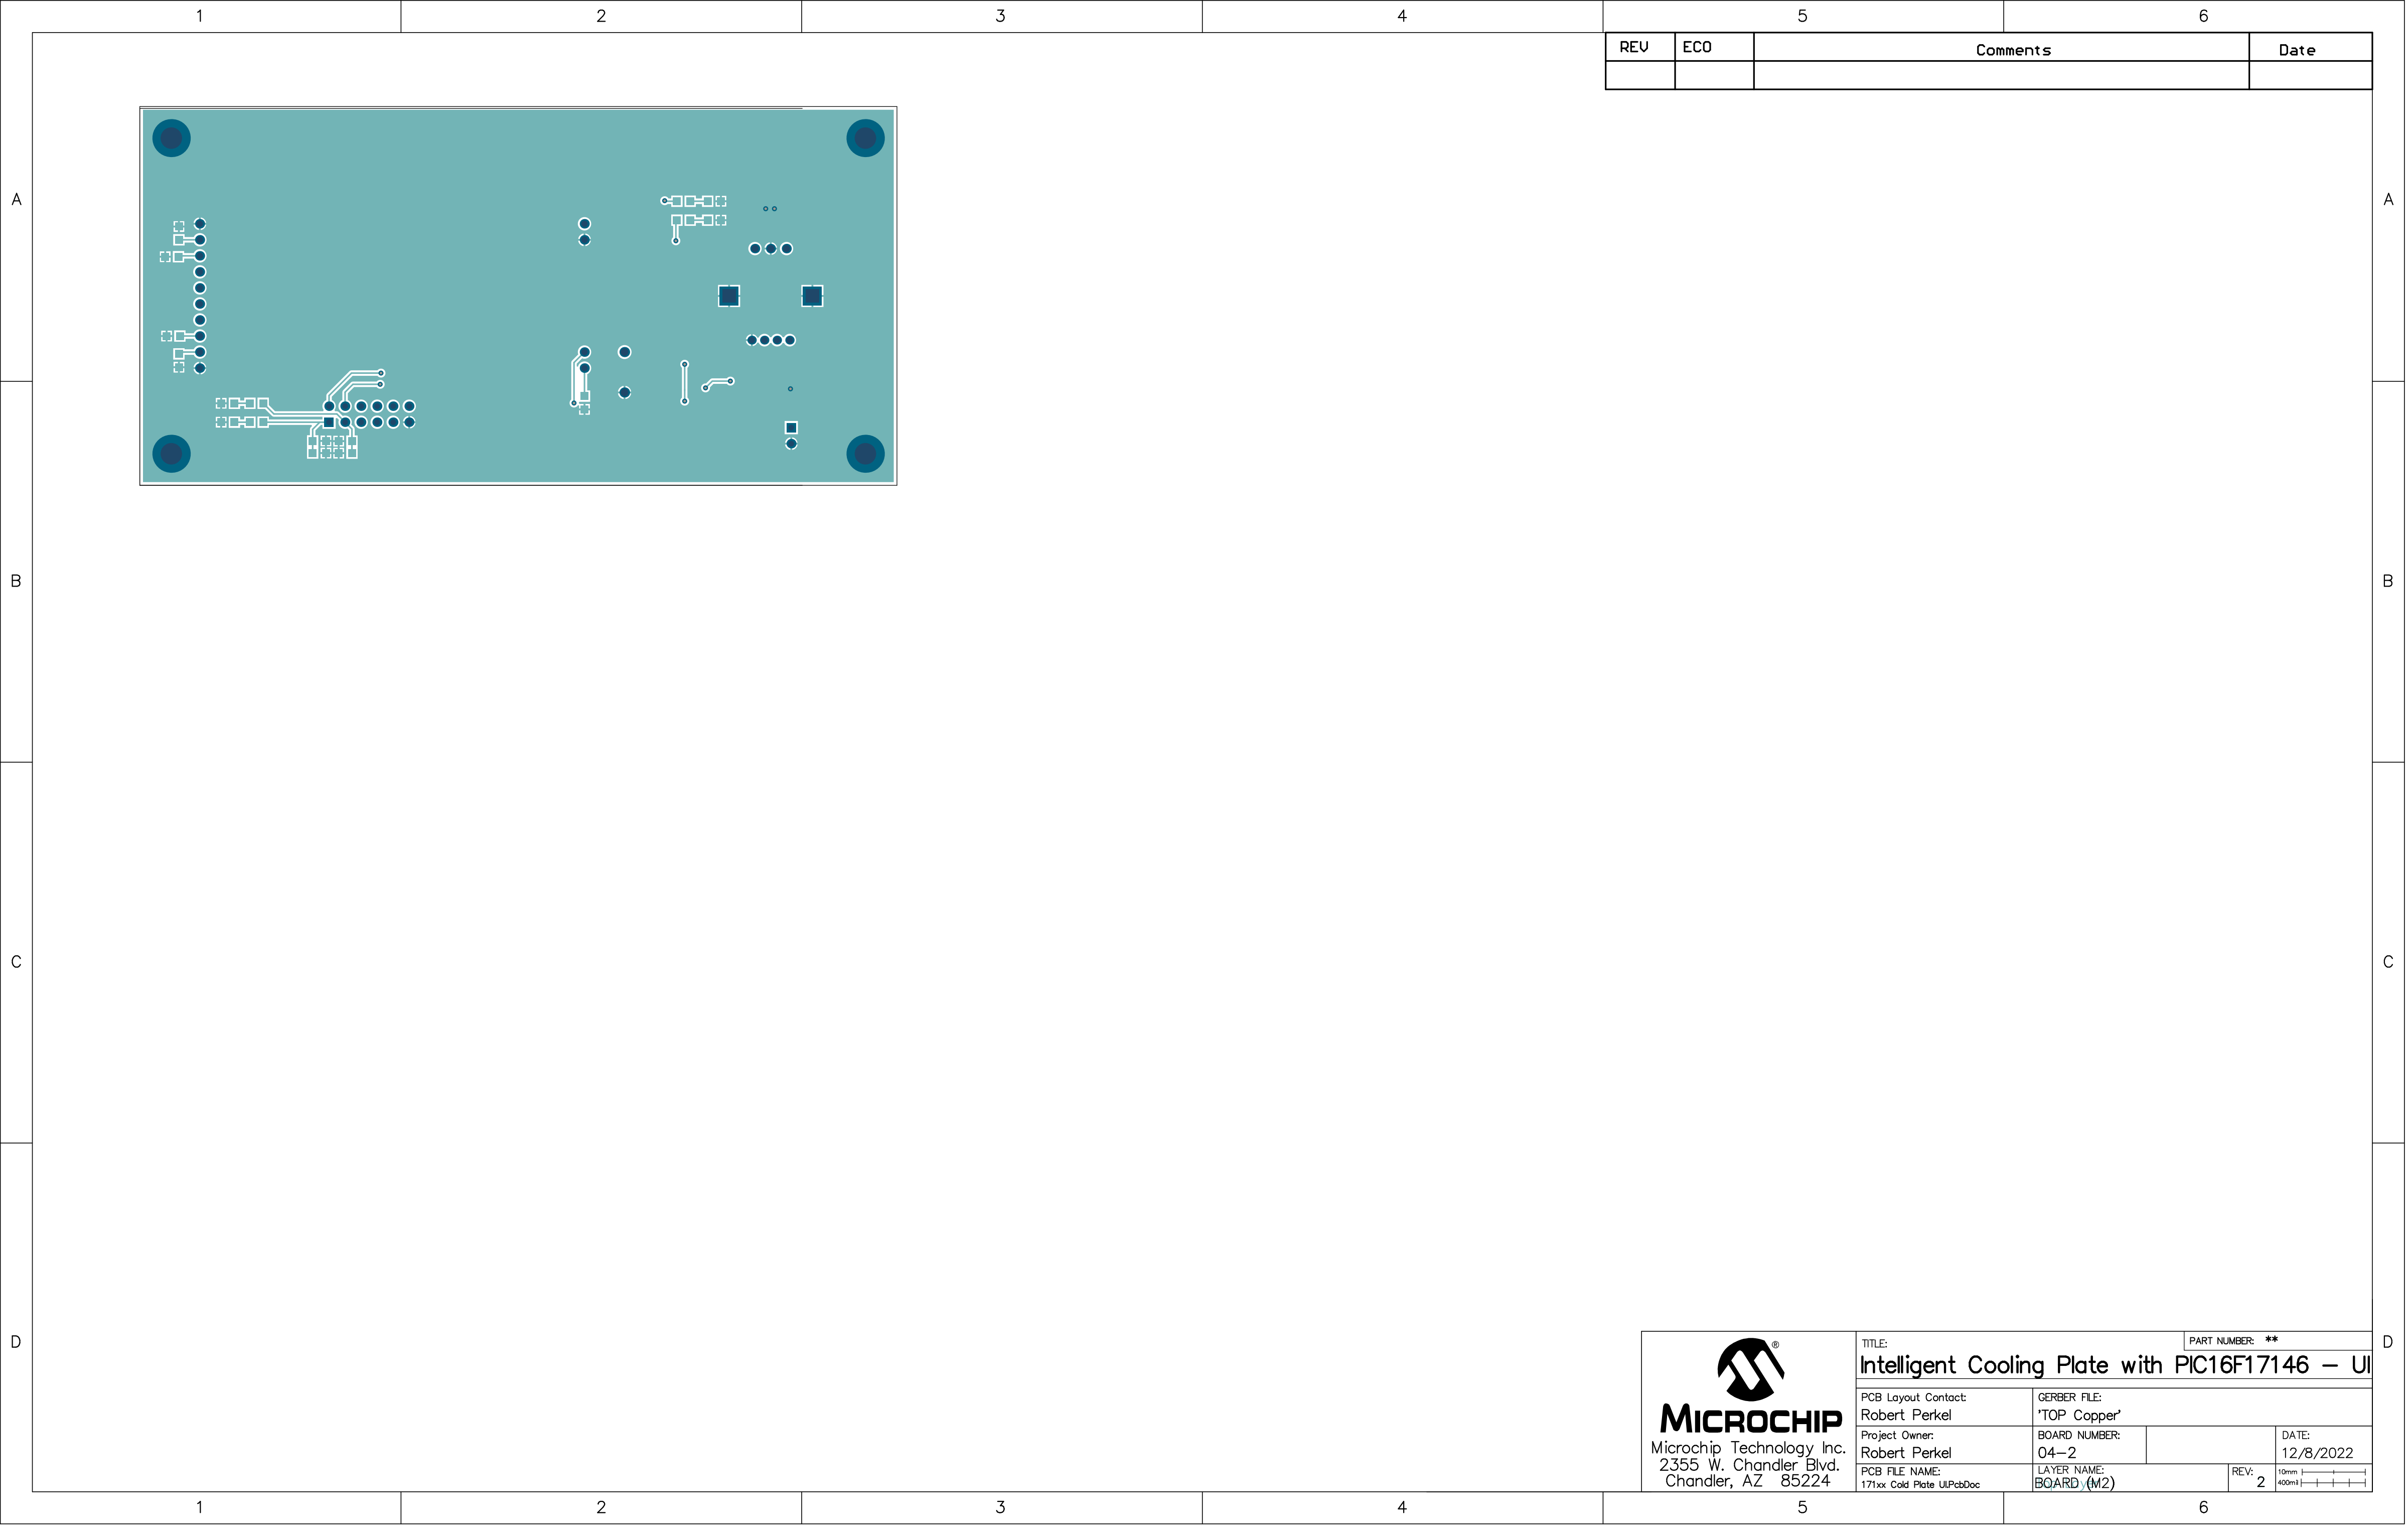 1 2 3 4 5 6
REV ECO Comments Date
A A
B B
C C
D D
®
MICROCHIP
Microchip Technology Inc.
2355 W. Chandler Blvd.
Chandler, AZ 85224
TITLE:
PART NUMBER: **
Intelligent Cooling Plate with PIC16F17146 - UI
PCB Layout Contact:
Robert Perkel
GERBER FILE:
'TOP Copper'
Project Owner:
Robert Perkel
BOARD NUMBER:
04-2
DATE:
12/8/2022
PCB FILE NAME:
171xx Cold Plate UI.PcbDoc
LAYER NAME:
BOARD (M2)
REV:
2
10mm
400mil
1 2 3 4 5 6